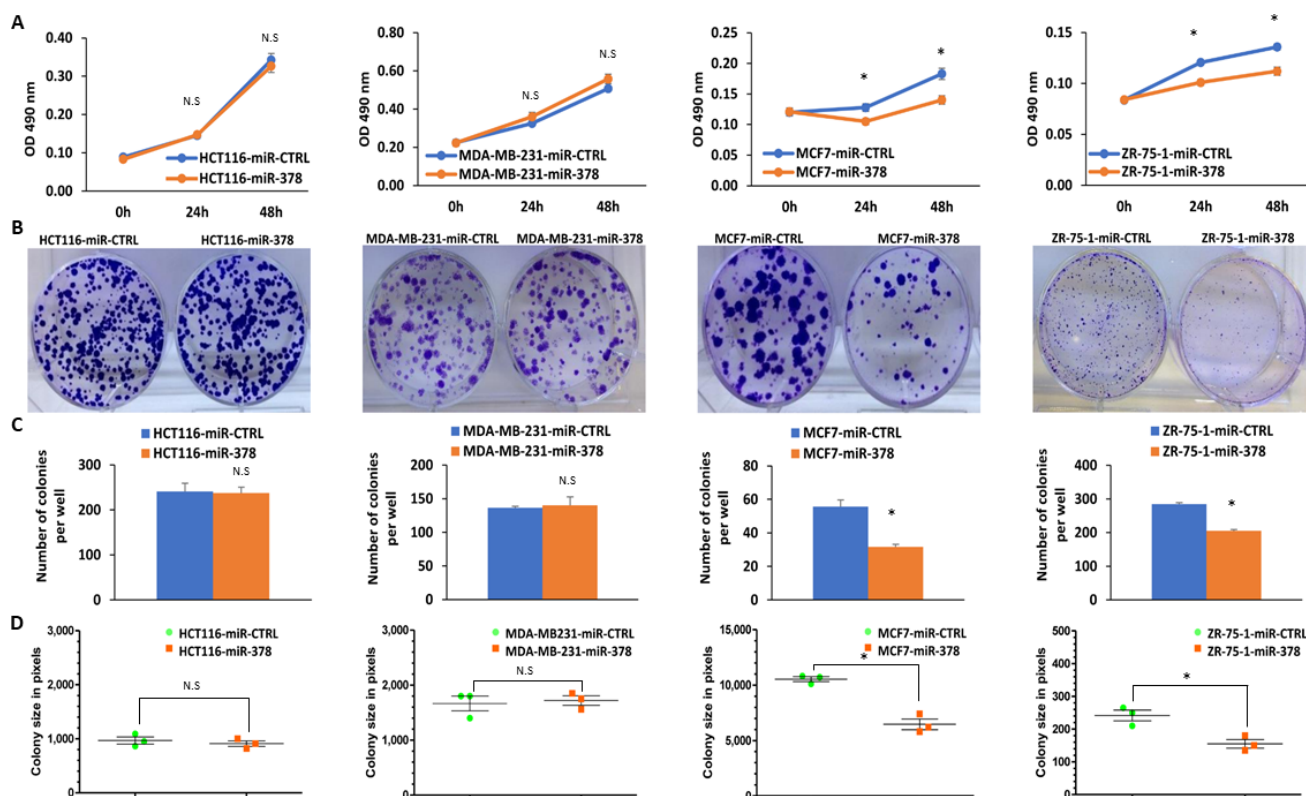 A
OD 490 nm
0.40
0.30
0.20
0.10
0.00
N.S
N.S
HCT116-miR-CTRL
HCT116-miR-378
0h 24h 48h
OD 490 nm
0.80
0.60
0.40
0.20
0.00
N.S
N.S
MDA-MB-231-miR-CTRL
MDA-MB-231-miR-378
0h 24h 48h
OD 490 nm
0.25
0.20
0.15
0.10
0.05
0.00
*
*
MCF7-miR-CTRL
MCF7-miR-378
0h 24h 48h
OD 490 nm
0.15
0.10
0.05
0.00
*
*
ZR-75-1-miR-CTRL
ZR-75-1-miR-378
0h 24h 48h
B
HCT116-miR-CTRL HCT116-miR-378
MDA-MB-231-miR-CTRL MDA-MB-231-miR-378
MCF7-miR-CTRL MCF7-miR-378
ZR-75-1-miR-CTRL ZR-75-1-miR-378
C
HCT116-miR-CTRL
HCT116-miR-378
Number of colonies
per well
300
200
100
0
N.S
MDA-MB-231-miR-CTRL
MDA-MB-231-miR-378
Number of colonies
per well
200
150
100
50
0
N.S
MCF7-miR-CTRL
MCF7-miR-378
Number of colonies
per well
80
60
40
20
0
*
ZR-75-1-miR-CTRL
ZR-75-1-miR-378
Number of colonies
per well
400
300
200
100
0
*
D
HCT116-miR-CTRL
HCT116-miR-378
Colony size in pixels
3,000
2,000
1,000
0
N.S
MDA-MB231-miR-CTRL
MDA-MB-231-miR-378
Colony size in pixels
3,000
2,000
1,000
0
N.S
MCF7-miR-CTRL
MCF7-miR-378
Colony size in pixels
15,000
10,000
5,000
0
*
ZR-75-1-miR-CTRL
ZR-75-1-miR-378
Colony size in pixels
500
400
300
200
100
0
*